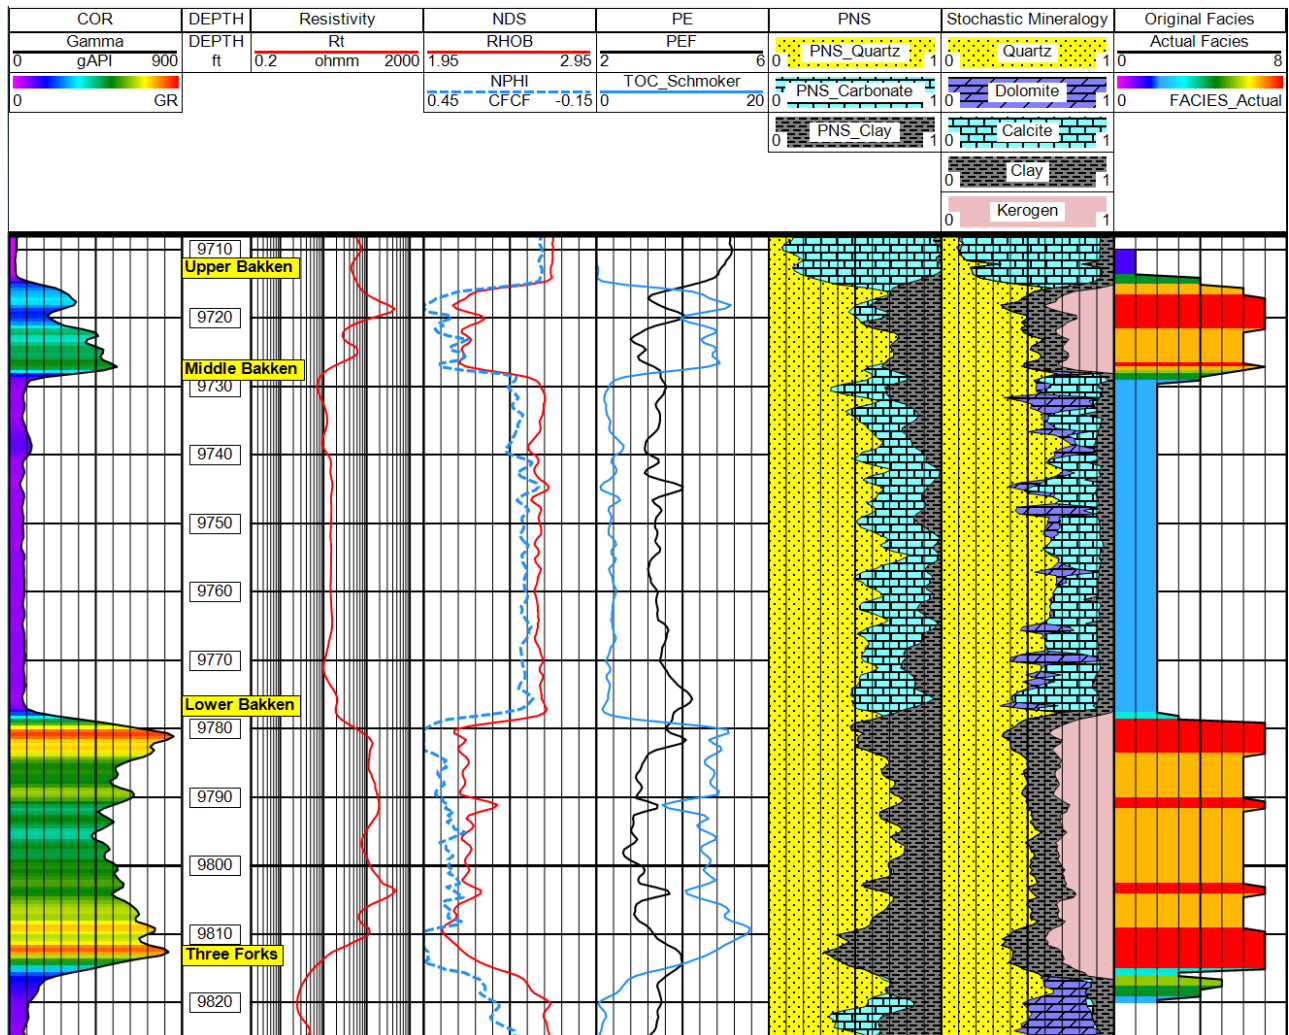 COR DEPTH Resistivity NDS PE PNS Stochastic Mineralogy Original Facies
Gamma DEPTH Rt RHOB PEF PNS_Quartz Quartz Actual Facies
0 gAPI 900 ft 0.2 ohmm 2000 1.95 2.95 2 6 0 1 0 1 0 8
NPHI TOC_Schmoker PNS_Carbonate Dolomite
0 GR 0.45 CFCF -0.15 0 20 0 1 0 1 0 FACIES_Actual
PNS_Clay Calcite
0 1 0 1
Clay
0 1
Kerogen
0 1
9710
Upper Bakken
9720
Middle Bakken
9730
9740
9750
9760
9770
Lower Bakken
9780
9790
9800
9810
Three Forks
9820